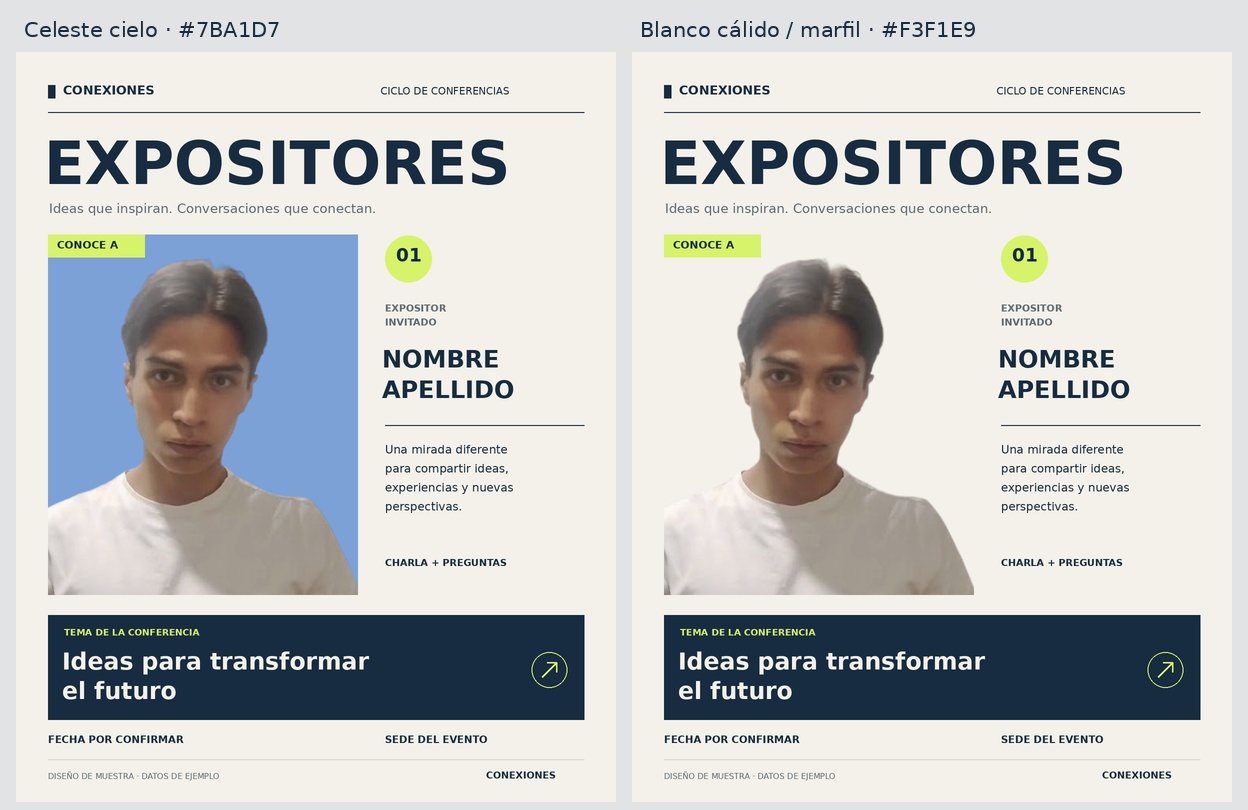 Celeste cielo · #7BA1D7
CONEXIONES
CICLO DE CONFERENCIAS
EXPOSITORES
Ideas que inspiran. Conversaciones que conectan.
CONOCE A
01
EXPOSITOR
INVITADO
NOMBRE
APELLIDO
Una mirada diferente
para compartir ideas,
experiencias y nuevas
perspectivas.
CHARLA + PREGUNTAS
TEMA DE LA CONFERENCIA
Ideas para transformar
el futuro
FECHA POR CONFIRMAR
SEDE DEL EVENTO
DISEÑO DE MUESTRA · DATOS DE EJEMPLO
CONEXIONES
Blanco cálido / marfil · #F3F1E9
CONEXIONES
CICLO DE CONFERENCIAS
EXPOSITORES
Ideas que inspiran. Conversaciones que conectan.
CONOCE A
01
EXPOSITOR
INVITADO
NOMBRE
APELLIDO
Una mirada diferente
para compartir ideas,
experiencias y nuevas
perspectivas.
CHARLA + PREGUNTAS
TEMA DE LA CONFERENCIA
Ideas para transformar
el futuro
FECHA POR CONFIRMAR
SEDE DEL EVENTO
DISEÑO DE MUESTRA · DATOS DE EJEMPLO
CONEXIONES